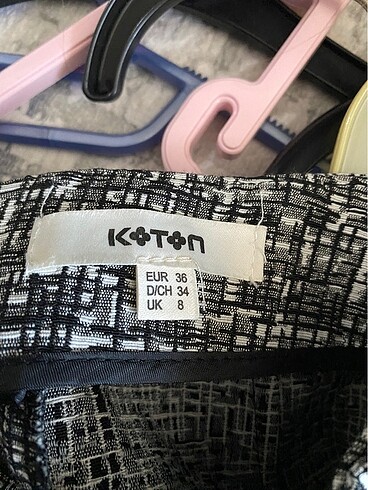 KOTON
EUR 36
D/CH 34
UK 8